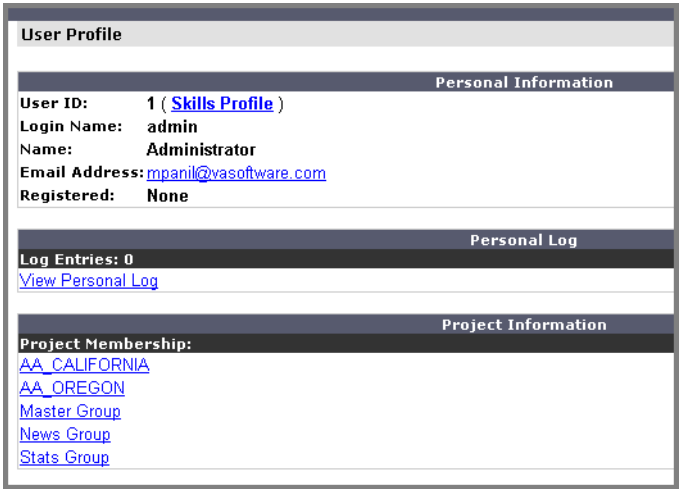 User Profile
Personal Information
User ID: 1 ( Skills Profile )
Login Name: admin
Name: Administrator
Email Address: mpanil@vasoftware.com
Registered: None
Personal Log
Log Entries: 0
View Personal Log
Project Information
Project Membership:
AA_CALIFORNIA
AA_OREGON
Master Group
News Group
Stats Group